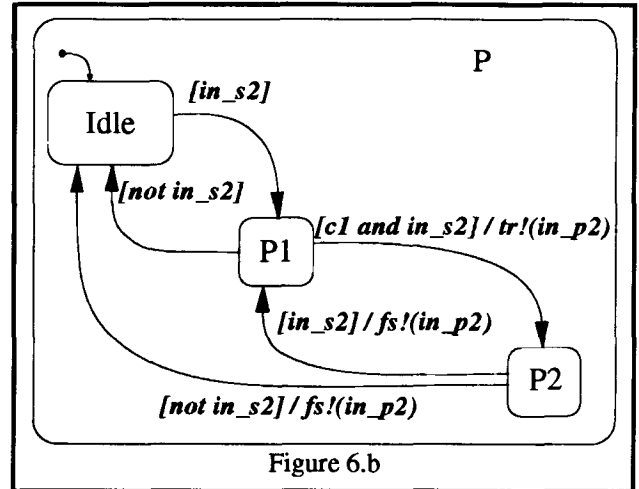 P
[in_s2]
Idle
[not in_s2]
[c1 and in_s2] / tr!(in_p2)
P1
[in_s2] / fs!(in_p2)
P2
[not in_s2] / fs!(in_p2)
Figure 6.b